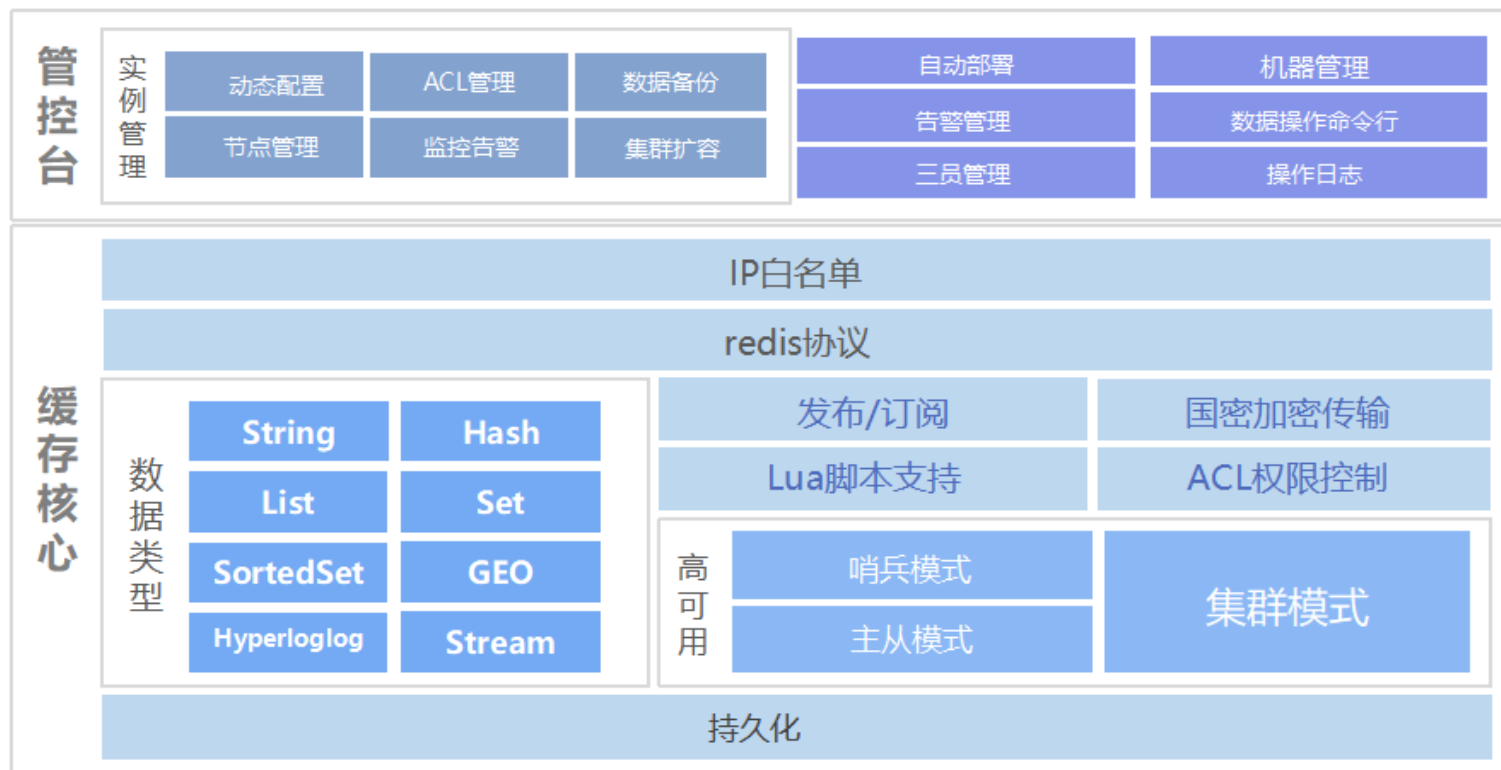 管控台
实例管理
动态配置
ACL管理
数据备份
节点管理
监控告警
集群扩容
自动部署
机器管理
告警管理
数据操作命令行
三员管理
操作日志
缓存核心
IP白名单
redis协议
数据类型
String
Hash
List
Set
SortedSet
GEO
Hyperloglog
Stream
发布/订阅
国密加密传输
Lua脚本支持
ACL权限控制
高可用
哨兵模式
主从模式
集群模式
持久化